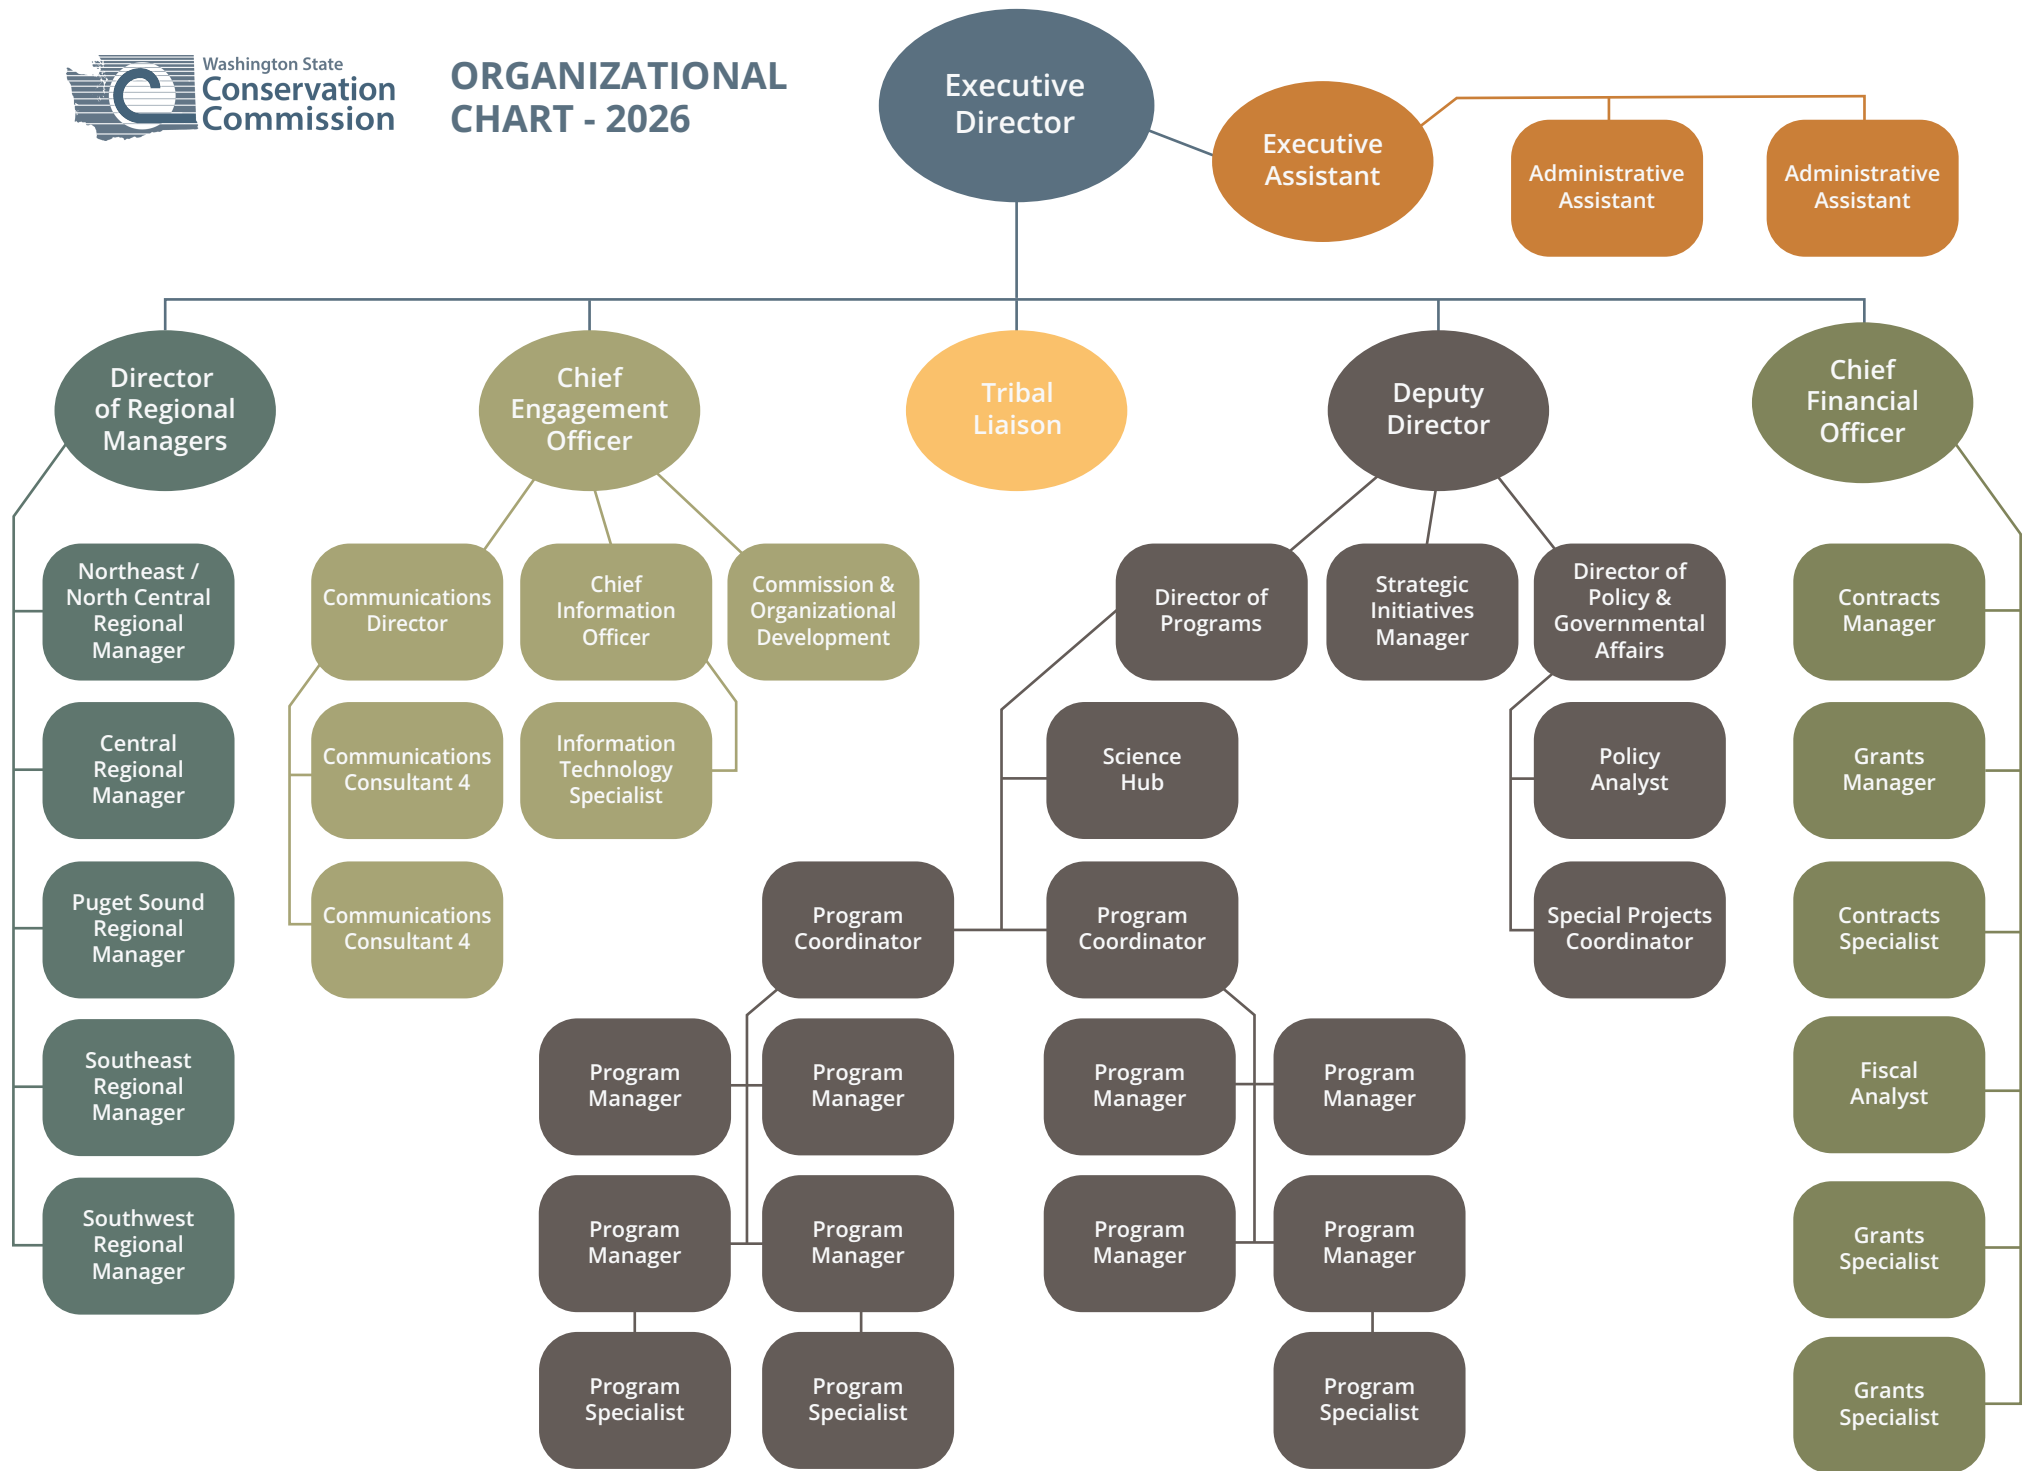 Washington State
Conservation
Commission
ORGANIZATIONAL
CHART - 2026
Executive
Director
Executive
Assistant
Administrative
Assistant
Administrative
Assistant
Director
of Regional
Managers
Chief
Engagement
Officer
Tribal
Liaison
Deputy
Director
Chief
Financial
Officer
Northeast /
North Central
Regional
Manager
Communications
Director
Chief
Information
Officer
Commission &
Organizational
Development
Director of
Programs
Strategic
Initiatives
Manager
Director of
Policy &
Governmental
Affairs
Contracts
Manager
Central
Regional
Manager
Communications
Consultant 4
Information
Technology
Specialist
Science
Hub
Policy
Analyst
Grants
Manager
Puget Sound
Regional
Manager
Communications
Consultant 4
Program
Coordinator
Program
Coordinator
Special Projects
Coordinator
Contracts
Specialist
Southeast
Regional
Manager
Program
Manager
Program
Manager
Program
Manager
Program
Manager
Fiscal
Analyst
Southwest
Regional
Manager
Program
Manager
Program
Manager
Program
Manager
Program
Manager
Grants
Specialist
Program
Specialist
Program
Specialist
Program
Specialist
Grants
Specialist